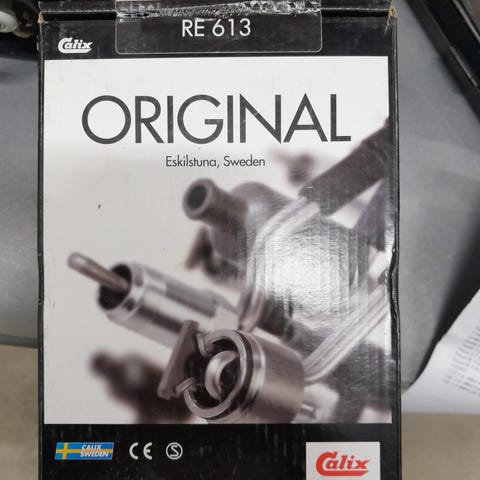 RE 613
Calix
ORIGINAL
Eskilstuna, Sweden
CALIX
SWEDEN
CE S
Calix